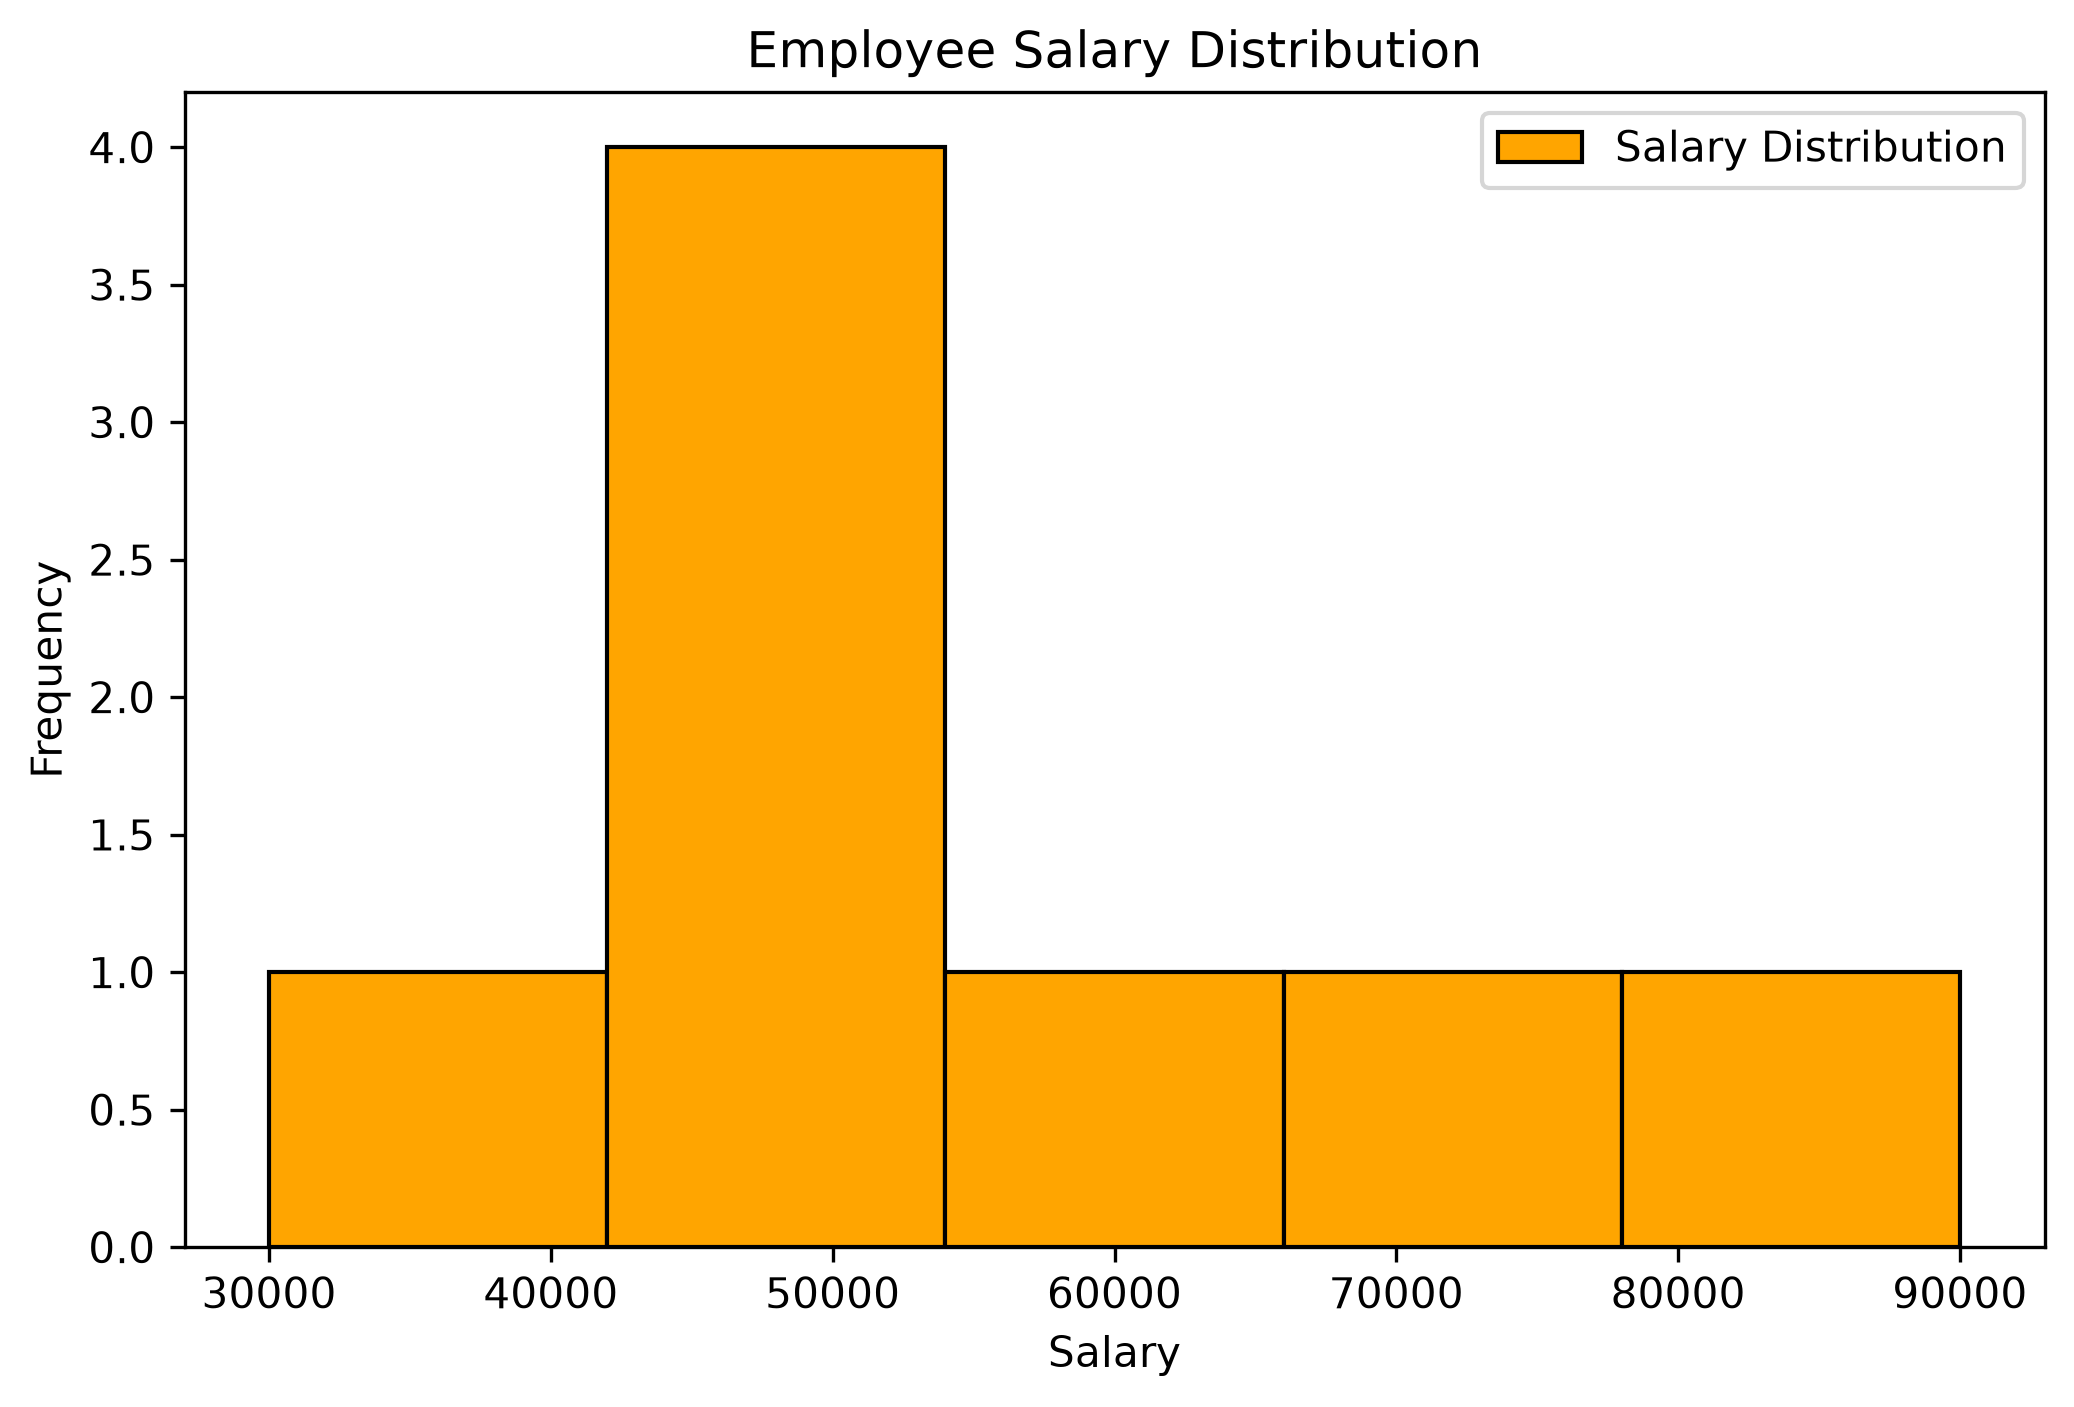 Employee Salary Distribution
Salary Distribution
4.0
3.5
3.0
2.5
2.0
1.5
1.0
0.5
0.0
Frequency
30000 40000 50000 60000 70000 80000 90000
Salary